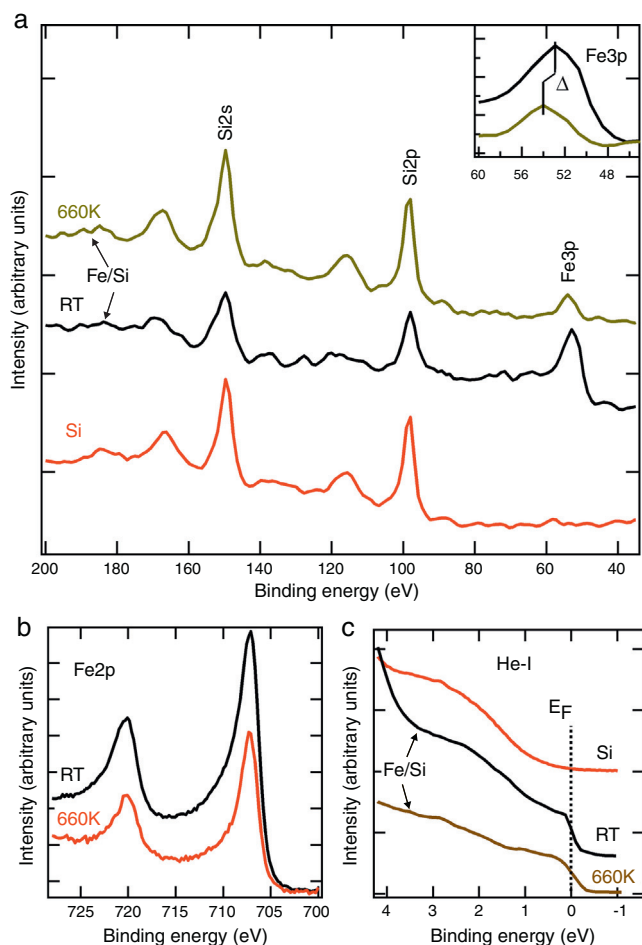 a
Fe3p
Δ
60 56 52 48
Si2s
Si2p
Fe3p
660K
Fe/Si
RT
Si
Intensity (arbitrary units)
200 180 160 140 120 100 80 60 40
Binding energy (eV)
b
Fe2p
RT
660K
Intensity (arbitrary units)
725 720 715 710 705 700
Binding energy (eV)
c
He-I
EF
Si
Fe/Si
RT
660K
Intensity (arbitrary units)
4 3 2 1 0 -1
Binding energy (eV)